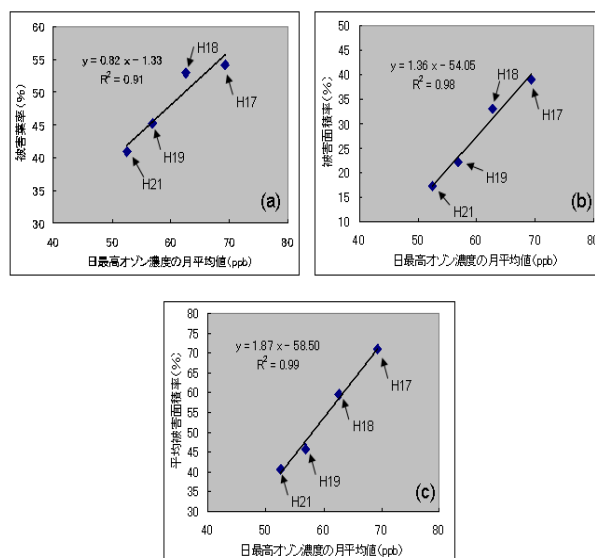 y = 0.82 x - 1.33
R² = 0.91
H18
H17
H19
H21
(a)
被害葉率(%)
60
55
50
45
40
35
30
40 50 60 70 80
日最高オゾン濃度の月平均値(ppb)
y = 1.36 x - 54.05
R² = 0.98
H18
H17
H19
H21
(b)
被害面積率(%)
50
45
40
35
30
25
20
15
10
40 50 60 70 80
日最高オゾン濃度の月平均値(ppb)
y = 1.87 x - 58.50
R² = 0.99
H17
H18
H19
H21
(c)
平均被害面積率(%)
80
75
70
65
60
55
50
45
40
35
30
40 50 60 70 80
日最高オゾン濃度の月平均値(ppb)